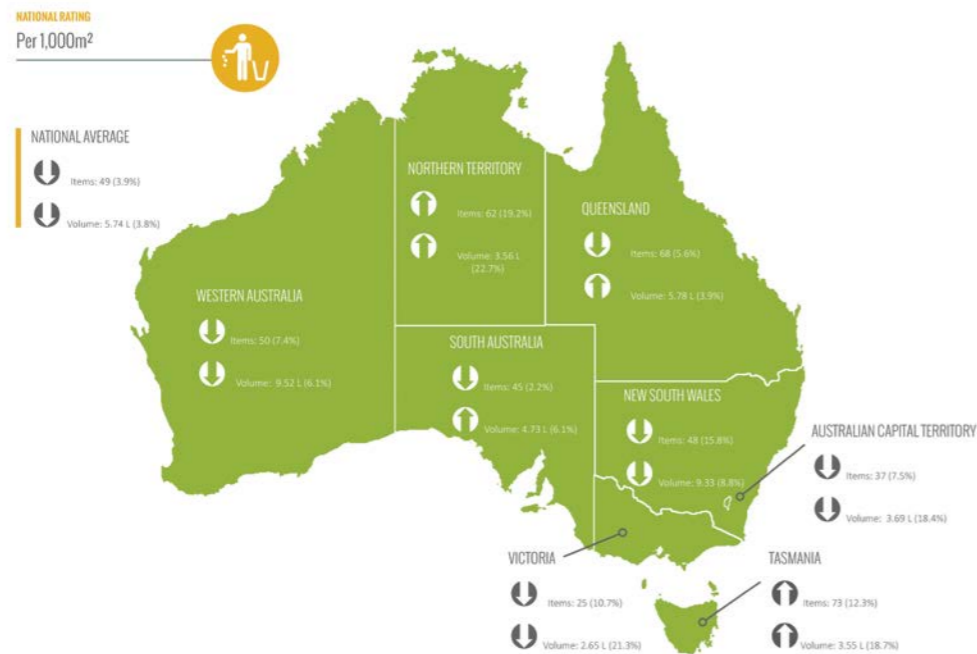 NATIONAL RATING
Per 1,000m²
NATIONAL AVERAGE
Items: 49 (3.9%)
Volume: 5.74 L (3.8%)
NORTHERN TERRITORY
Items: 62 (19.2%)
Volume: 3.56 L
(22.7%)
QUEENSLAND
Items: 68 (5.6%)
Volume: 5.78 L (3.9%)
WESTERN AUSTRALIA
Items: 50 (7.4%)
Volume: 9.52 L (6.1%)
SOUTH AUSTRALIA
Items: 45 (2.2%)
Volume: 4.73 L (6.1%)
NEW SOUTH WALES
Items: 48 (15.8%)
Volume: 9.33 (8.8%)
AUSTRALIAN CAPITAL TERRITORY
Items: 37 (7.5%)
Volume: 3.69 L (18.4%)
VICTORIA
Items: 25 (10.7%)
Volume: 2.65 L (21.3%)
TASMANIA
Items: 73 (12.3%)
Volume: 3.55 L (18.7%)